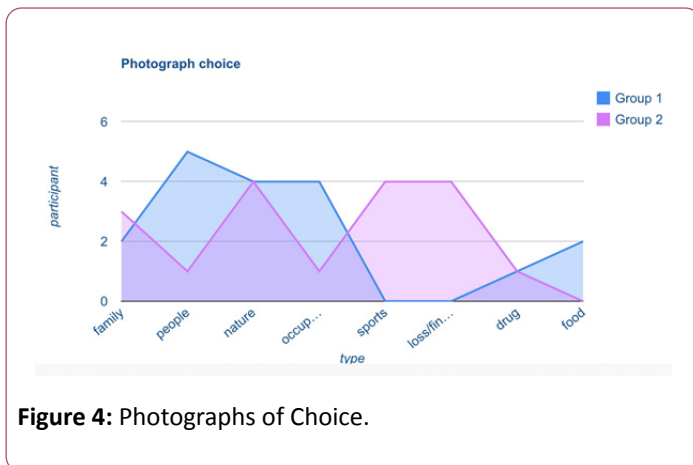 Photograph choice
Group 1
Group 2
6
4
2
0
participant
family
people
nature
occup...
sports
loss/fin...
drug
food
type
Figure 4: Photographs of Choice.